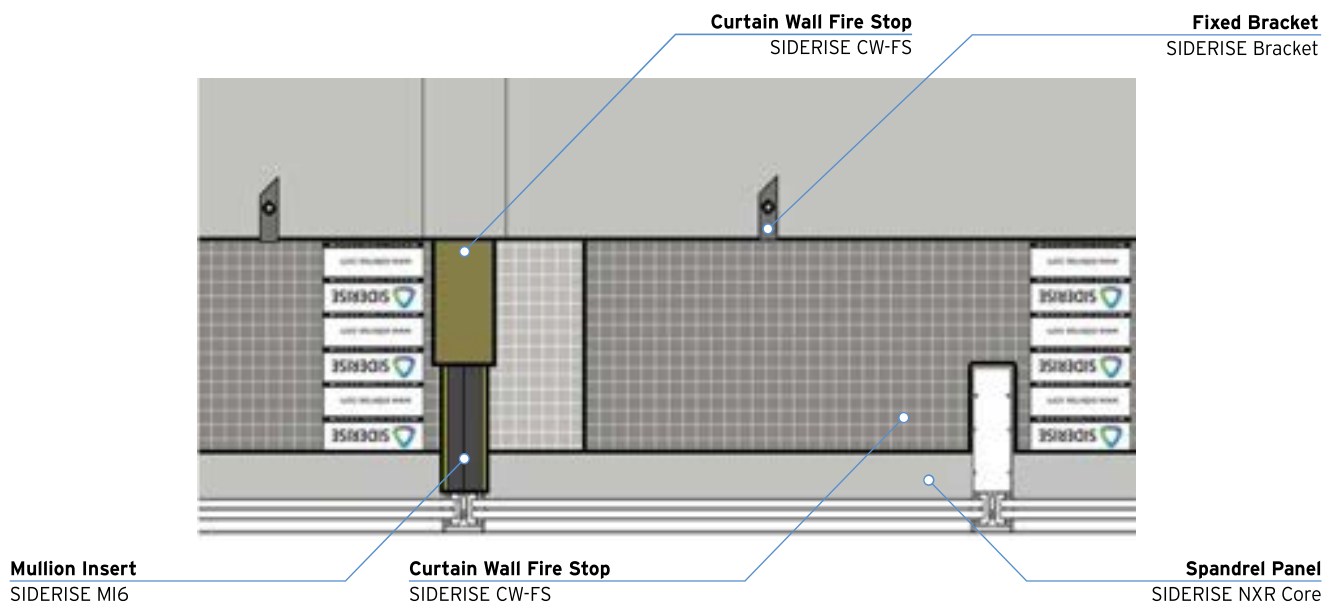 Curtain Wall Fire Stop
SIDERISE CW-FS
Fixed Bracket
SIDERISE Bracket
SIDERISE
SIDERISE
SIDERISE
SIDERISE
SIDERISE
SIDERISE
Mullion Insert
SIDERISE MI6
Curtain Wall Fire Stop
SIDERISE CW-FS
Spandrel Panel
SIDERISE NXR Core